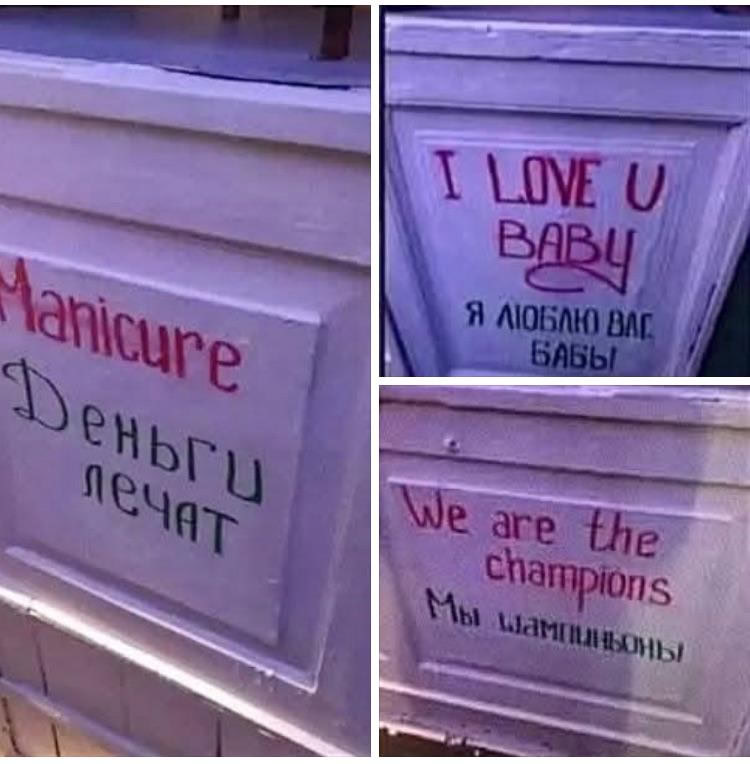 Manicure
Деньги
лечат
I LOVE U
BABY
Я ЛЮБЛЮ ВАС
БАБЫ
We are the
champions
Мы шампиньоны